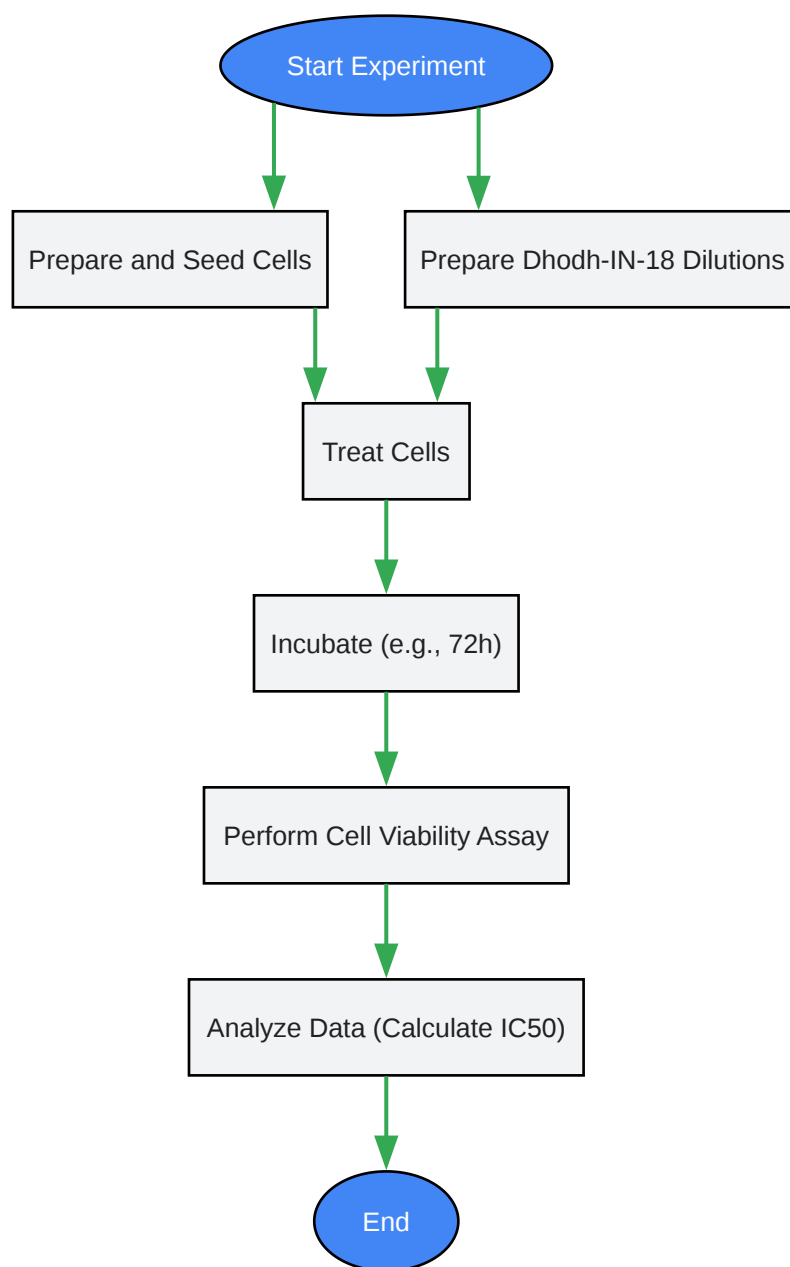 Start Experiment
Prepare and Seed Cells
Prepare Dhodh-IN-18 Dilutions
Treat Cells
Incubate (e.g., 72h)
Perform Cell Viability Assay
Analyze Data (Calculate IC50)
End